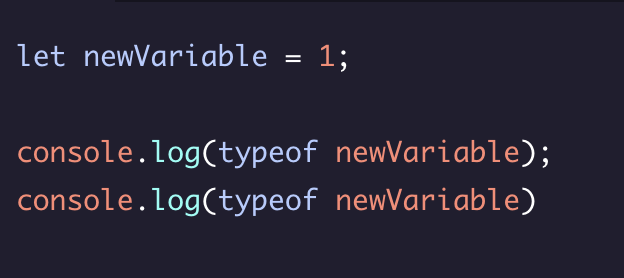 let newVariable = 1;
console.log(typeof newVariable);
console.log(typeof newVariable)